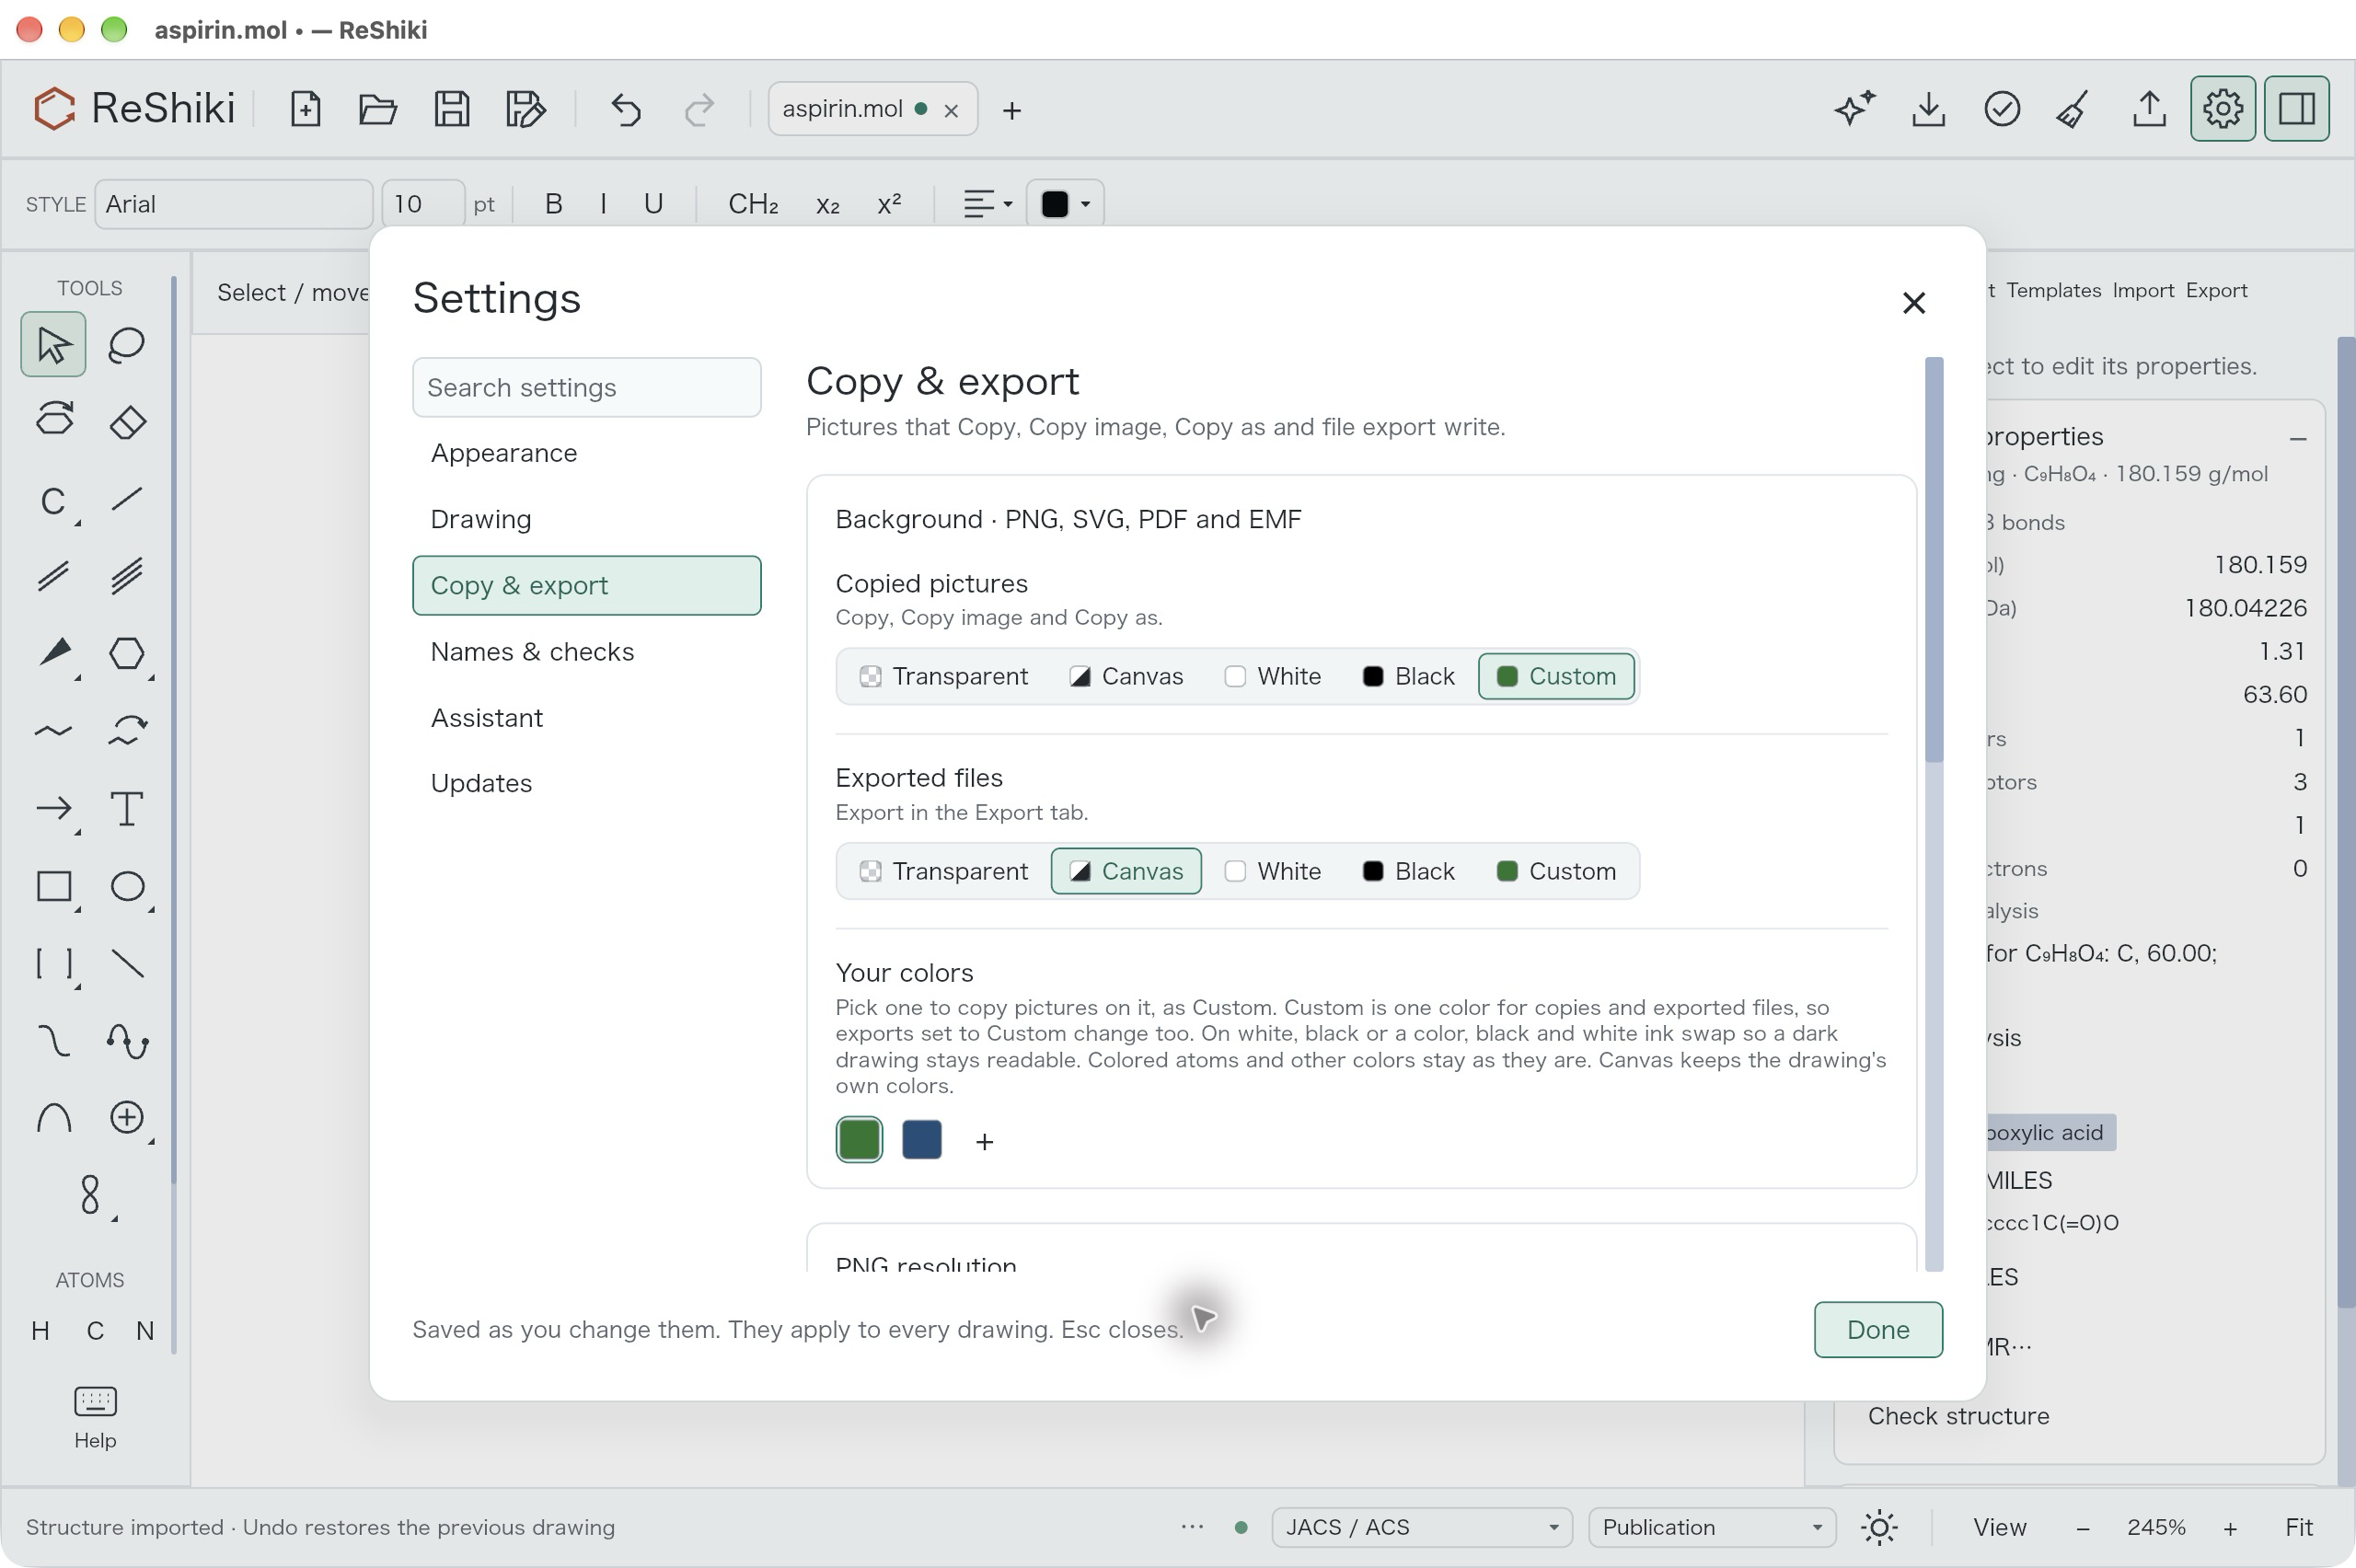 aspirin.mol • — ReShiki
ReShiki
aspirin.mol
STYLE Arial 10 pt B I U CH₂ x₂ x²
TOOLS
Select / move
C
T
ATOMS
H C N
Help
Settings
Search settings
Appearance
Drawing
Copy & export
Names & checks
Assistant
Updates
Copy & export
Pictures that Copy, Copy image, Copy as and file export write.
Background · PNG, SVG, PDF and EMF
Copied pictures
Copy, Copy image and Copy as.
Transparent Canvas White Black Custom
Exported files
Export in the Export tab.
Transparent Canvas White Black Custom
Your colors
Pick one to copy pictures on it, as Custom. Custom is one color for copies and exported files, so
exports set to Custom change too. On white, black or a color, black and white ink swap so a dark
drawing stays readable. Colored atoms and other colors stay as they are. Canvas keeps the drawing's
own colors.
PNG resolution
Saved as you change them. They apply to every drawing. Esc closes.
Done
Templates Import Export
to edit its properties.
properties
C₉H₈O₄ · 180.159 g/mol
bonds
180.159
180.04226
1.31
63.60
1
3
1
0
for C₉H₈O₄: C, 60.00;
acid
cccc1C(=O)O
Check structure
Structure imported · Undo restores the previous drawing
··· JACS / ACS Publication View − 245% + Fit